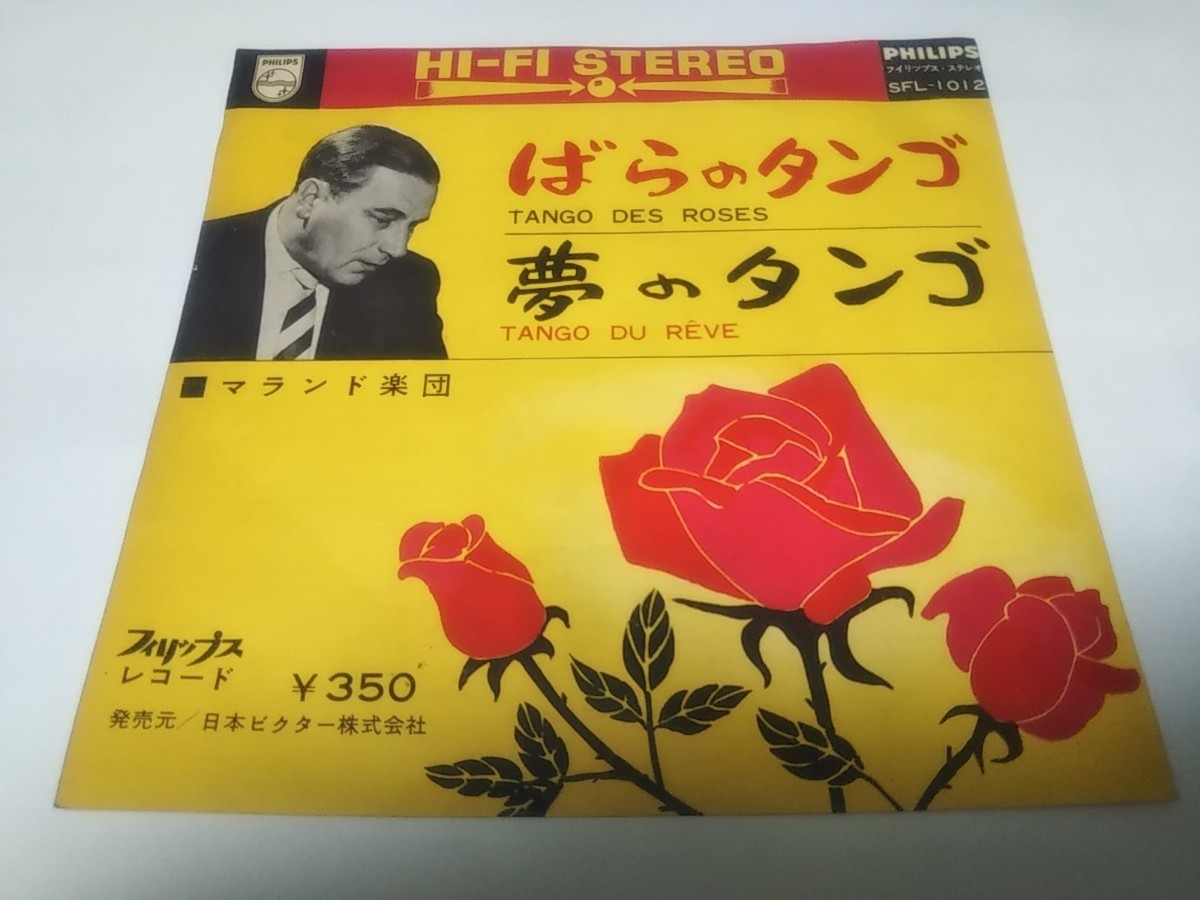 PHILIPS
HI-FI STEREO
PHILIPS
フイリップス・ステレオ
SFL-1012
ばらのタンゴ
TANGO DES ROSES
夢のタンゴ
TANGO DU RÊVE
■マランド楽団
フィリップス
レコード
¥350
発売元/日本ビクター株式会社